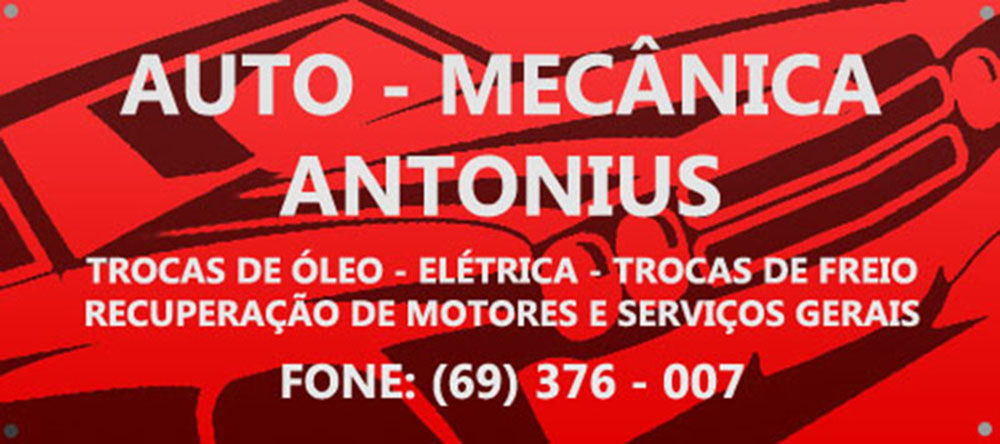 AUTO - MECÂNICA
ANTONIUS
TROCAS DE ÓLEO - ELÉTRICA - TROCAS DE FREIO
RECUPERAÇÃO DE MOTORES E SERVIÇOS GERAIS
FONE: (69) 376 - 007